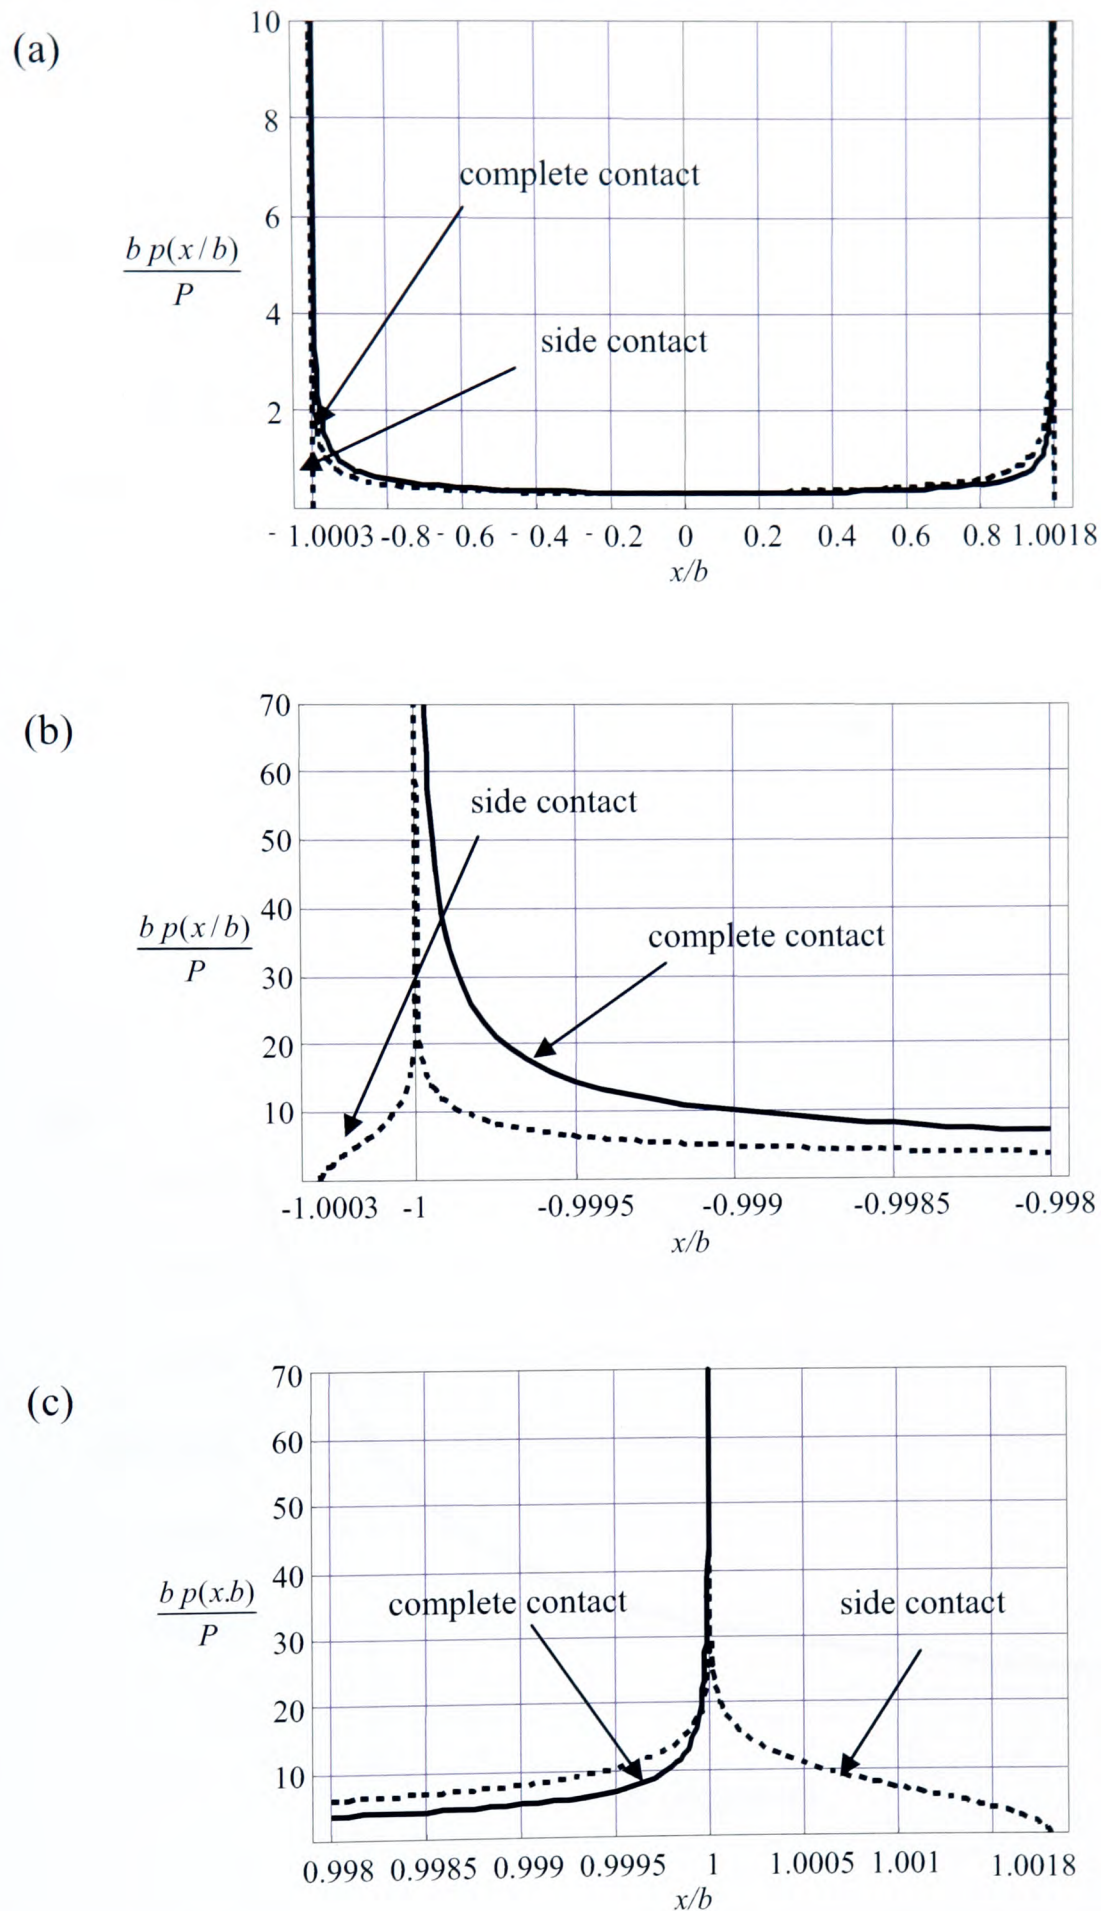 (a)
10
8
6
4
2
complete contact
side contact
b p(x/b)
P
- 1.0003 -0.8 - 0.6 - 0.4 - 0.2 0 0.2 0.4 0.6 0.8 1.0018
x/b
(b)
70
60
50
40
30
20
10
side contact
complete contact
b p(x/b)
P
-1.0003 -1 -0.9995 -0.999 -0.9985 -0.998
x/b
(c)
70
60
50
40
30
20
10
complete contact
side contact
b p(x.b)
P
0.998 0.9985 0.999 0.9995 1 1.0005 1.001 1.0018
x/b